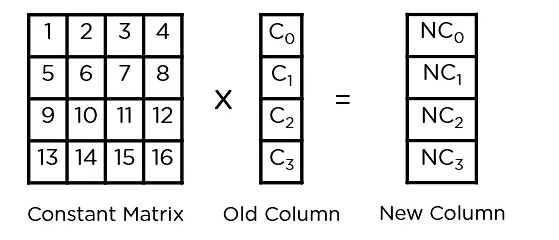 1 2 3 4 C₀ NC₀
5 6 7 8 C₁ NC₁
X =
9 10 11 12 C₂ NC₂
13 14 15 16 C₃ NC₃
Constant Matrix Old Column New Column